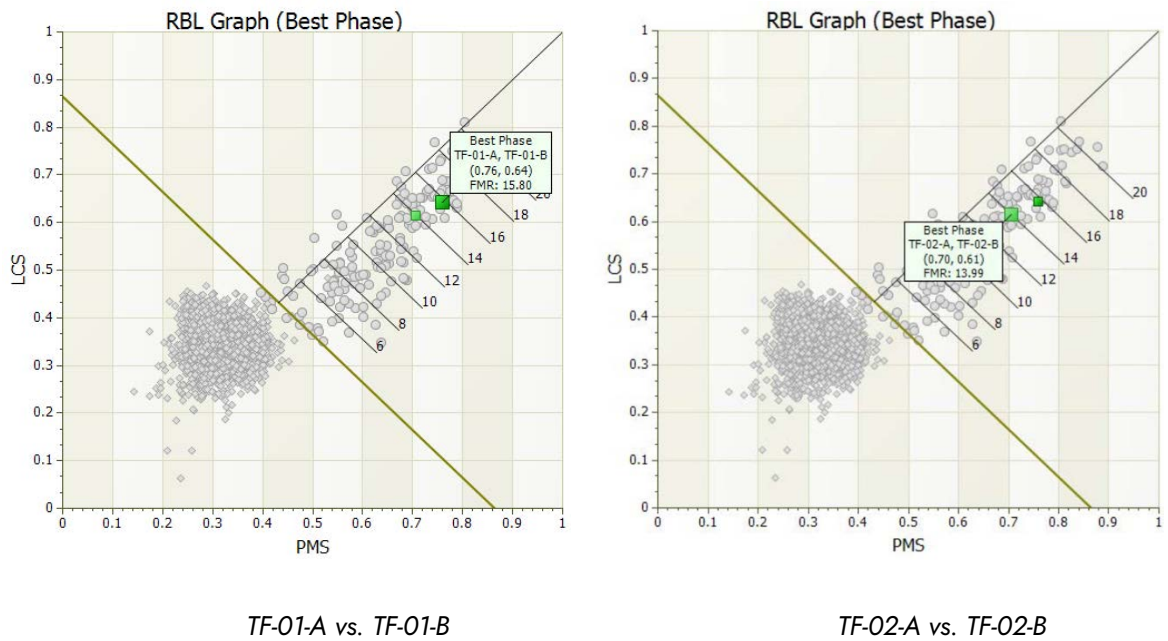 RBL Graph (Best Phase)
1
0.9
0.8
0.7
0.6
0.5
0.4
0.3
0.2
0.1
0
LCS
Best Phase
TF-01-A, TF-01-B
(0.76, 0.64)
FMR: 15.80
20
18
16
14
12
10
8
6
0 0.1 0.2 0.3 0.4 0.5 0.6 0.7 0.8 0.9 1
PMS
TF-01-A vs. TF-01-B
RBL Graph (Best Phase)
1
0.9
0.8
0.7
0.6
0.5
0.4
0.3
0.2
0.1
0
LCS
20
18
16
Best Phase
TF-02-A, TF-02-B
(0.70, 0.61)
FMR: 13.99
14
12
10
8
6
0 0.1 0.2 0.3 0.4 0.5 0.6 0.7 0.8 0.9 1
PMS
TF-02-A vs. TF-02-B